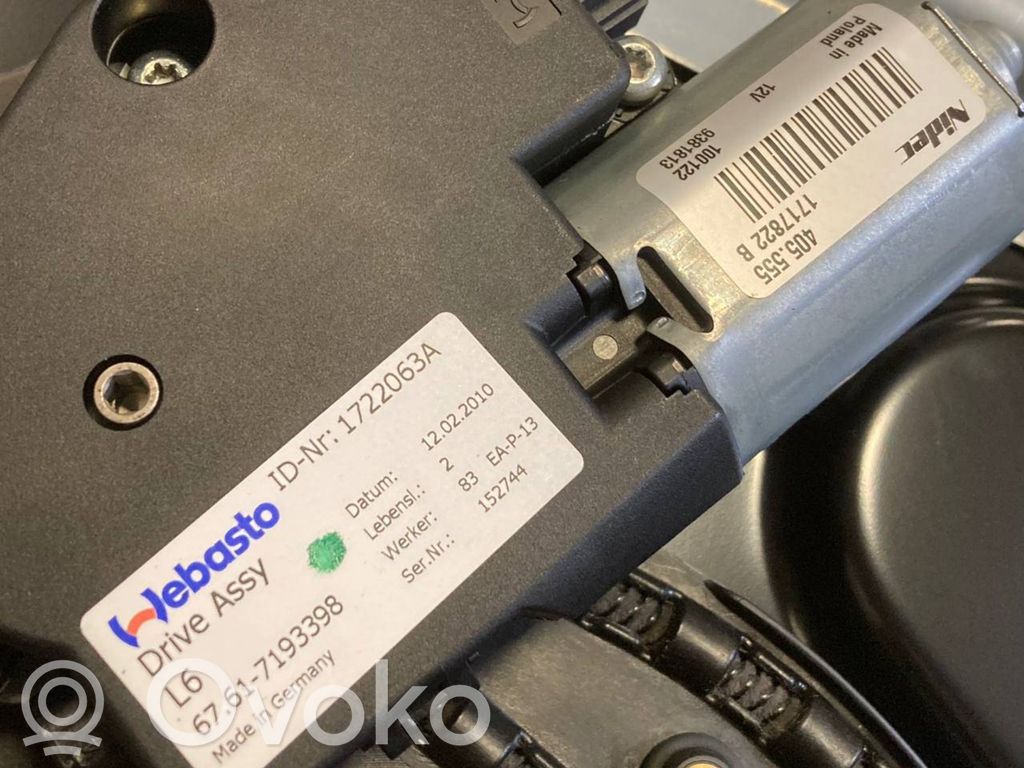 Webasto ID-Nr: 1722063A
Drive Assy
L6
67.61-7193398
Made in Germany
Datum: 12.02.2010
Lebensl.: 2
Werker: 83 EA-P-13
Ser.Nr.: 152744
Nidec
Made in
Poland
12V
100122
9381813
405.555
1717822 B
Ovoko